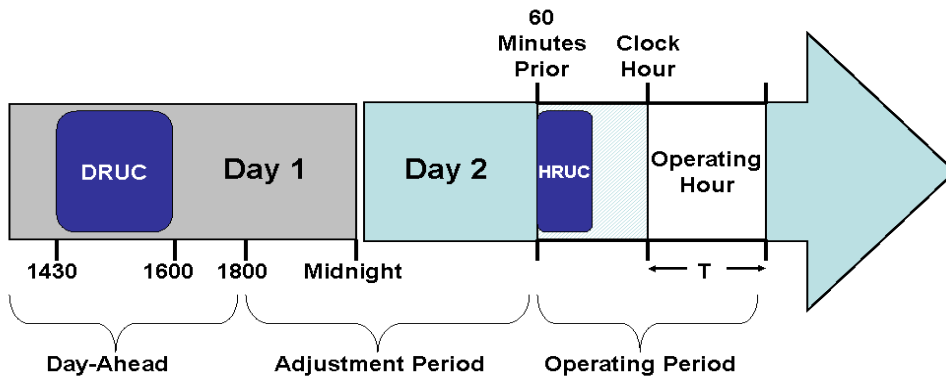 60
Minutes
Prior
Clock
Hour
DRUC
Day 1
Day 2
HRUC
Operating
Hour
1430
1600
1800
Midnight
T
Day-Ahead
Adjustment Period
Operating Period